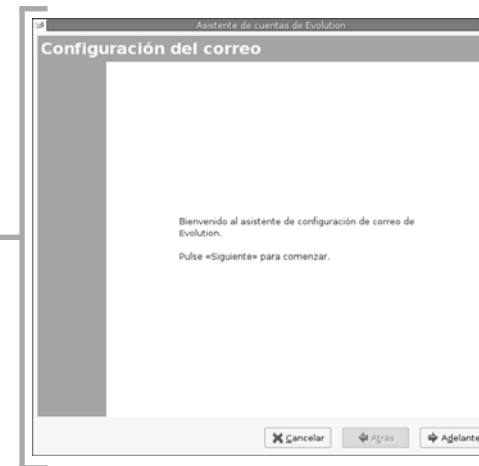 Asistente de cuentas de Evolution
Configuración del correo
Bienvenido al asistente de configuración de correo de
Evolution.
Pulse «Siguiente» para comenzar.
Cancelar
Atrás
Adelante